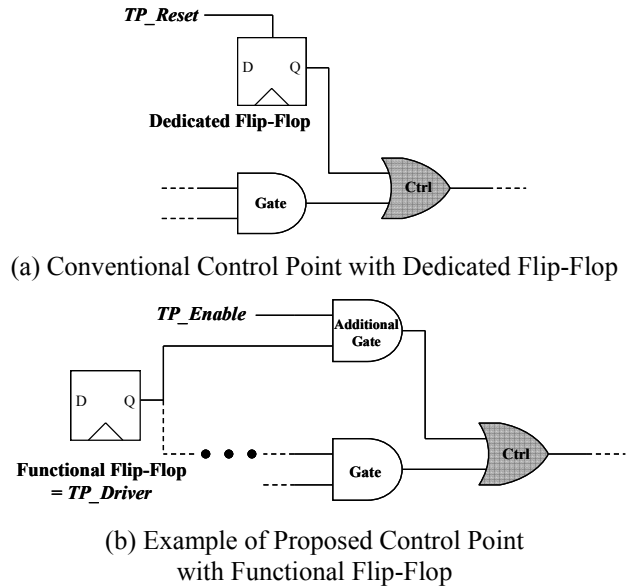 TP_Reset
D Q
Dedicated Flip-Flop
Ctrl
Gate
(a) Conventional Control Point with Dedicated Flip-Flop
TP_Enable
Additional
Gate
D Q
Ctrl
Functional Flip-Flop
= TP_Driver
Gate
(b) Example of Proposed Control Point
with Functional Flip-Flop